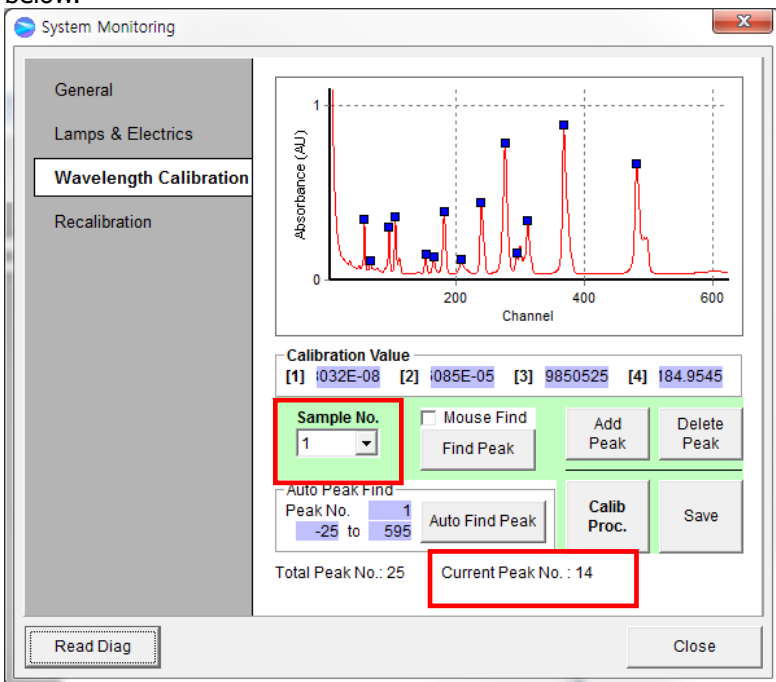 below.
System Monitoring
General
Lamps & Electrics
Wavelength Calibration
Recalibration
Absorbance (AU)
1
0
200 400 600
Channel
Calibration Value
[1] 032E-08 [2] 085E-05 [3] 9850525 [4] 184.9545
Sample No.
1
Mouse Find
Find Peak
Add Peak
Delete Peak
Auto Peak Find
Peak No. 1
-25 to 595
Auto Find Peak
Calib Proc.
Save
Total Peak No.: 25 Current Peak No. : 14
Read Diag
Close